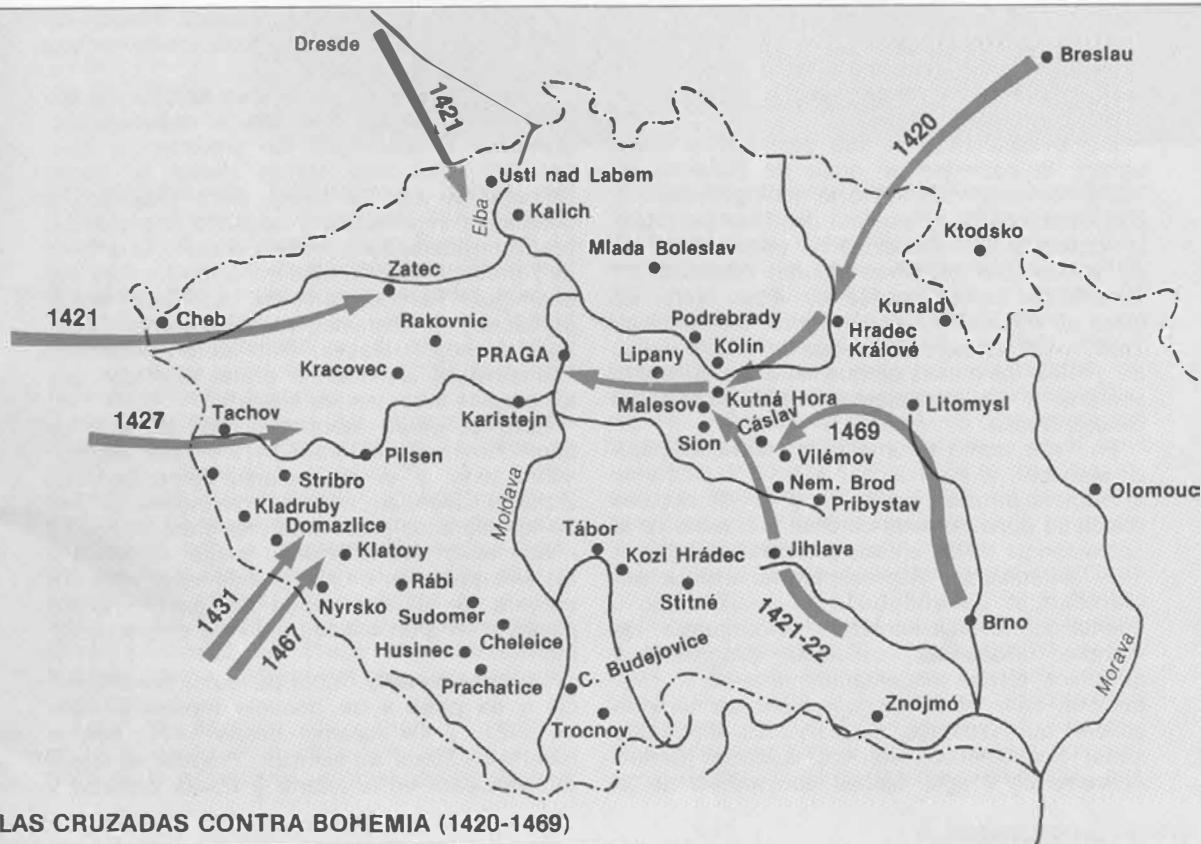 Dresde
Breslau
1421
1420
Usti nad Labem
Elba
Kalich
Ktodsko
Mlada Boleslav
Zatec
1421
Cheb
Rakovnic
Podrebrady
Kunald
Hradec
Králové
PRAGA
Lipany
Kolín
Kracovec
Kutná Hora
Malesov
Litomysl
Karistejn
Cáslav
1427
Tachov
Sion
1469
Vilémov
Pilsen
Stríbro
Nem. Brod
Olomouc
Pribystav
Kladruby
Moldava
Domazlice
Tábor
Jihlava
Klatovy
Kozi Hrádec
Rábi
Stitné
1431
Nyrsko
Sudomer
1421-22
Brno
1467
Cheleice
Husinec
Morava
Prachatice
C. Budejovice
Znojmó
Trocnov
LAS CRUZADAS CONTRA BOHEMIA (1420-1469)